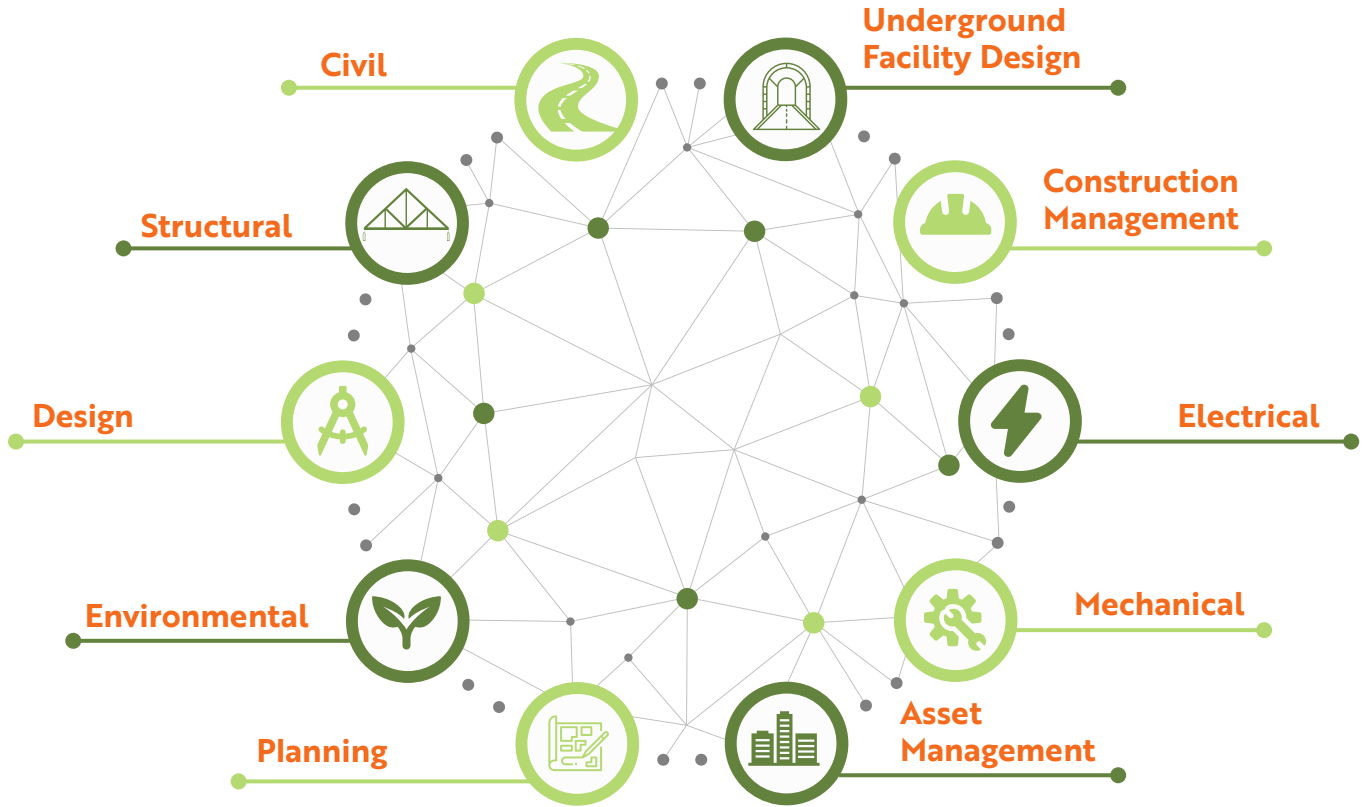 Civil
Underground
Facility Design
Structural
Construction
Management
Design
Electrical
Environmental
Mechanical
Planning
Asset
Management